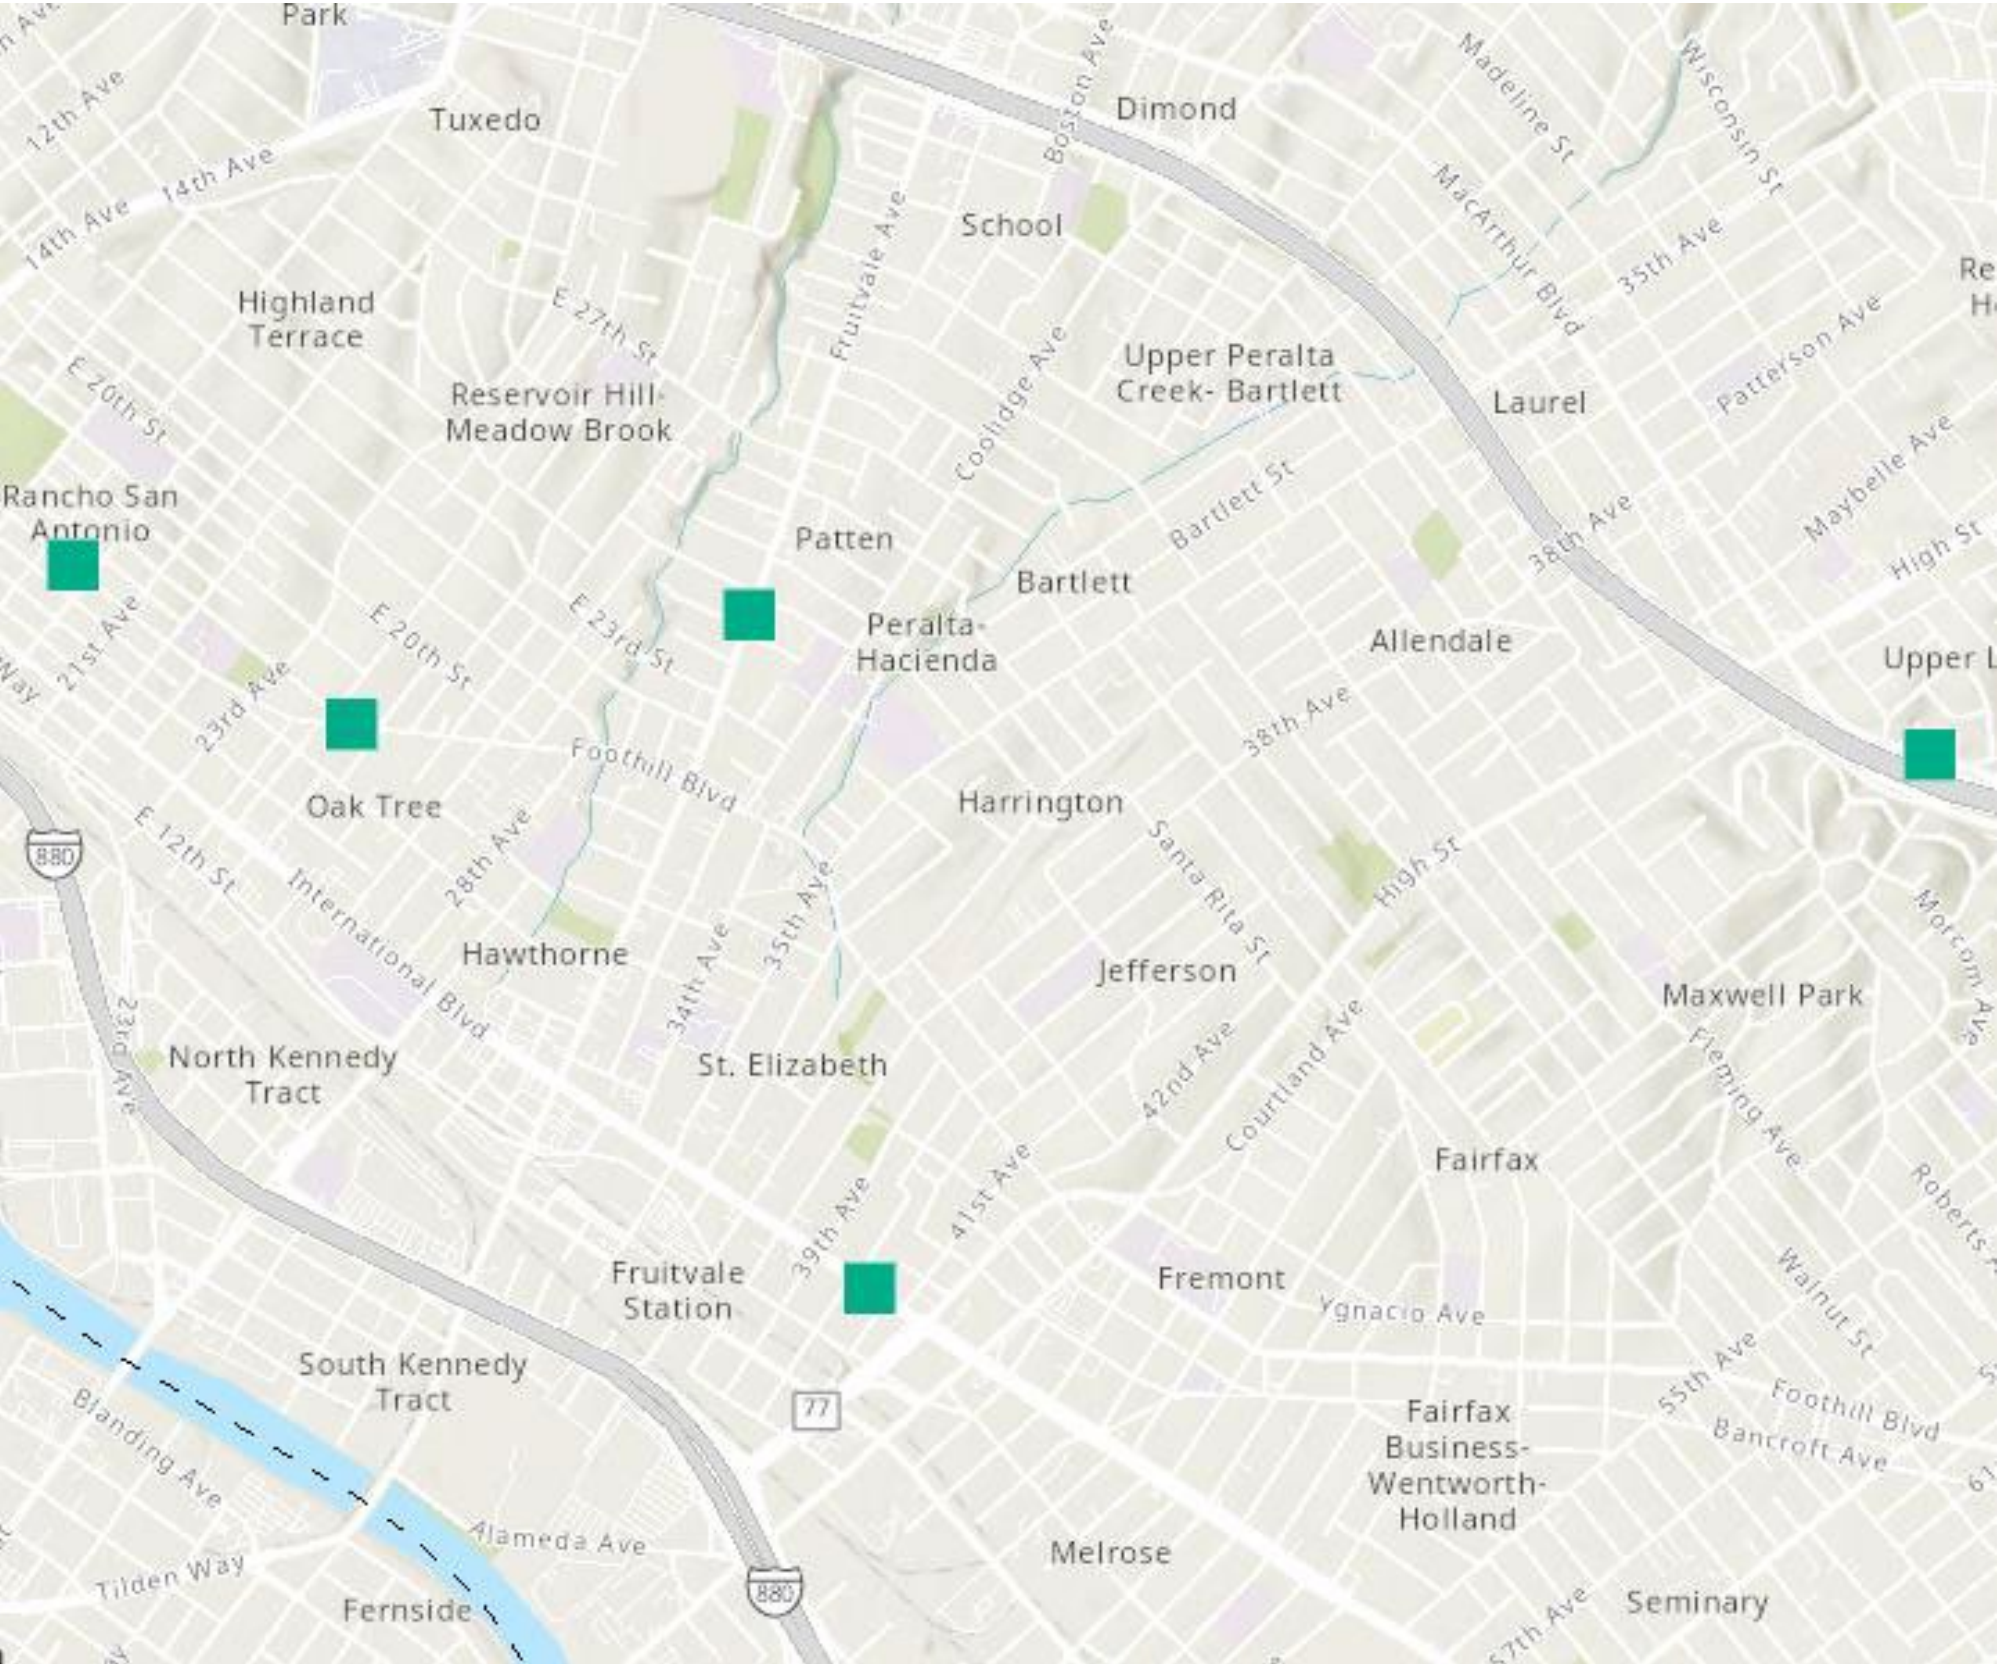 Park
12th Ave
Tuxedo
14th Ave
14th Ave
Boston Ave
Dimond
Madeline St
Wisconsin St
MacArthur Blvd
35th Ave
School
Fruitvale Ave
Highland
Terrace
E 27th St
Coolidge Ave
Upper Peralta
Creek- Bartlett
Laurel
Patterson Ave
E 20th St
Reservoir Hill-
Meadow Brook
Maybelle Ave
Rancho San
Antonio
Bartlett St
38th Ave
High St
Patten
Bartlett
21st Ave
E 20th St
E 23rd St
Peralta-
Hacienda
Allendale
Upper L
Way
23rd Ave
38th Ave
Foothill Blvd
Oak Tree
Harrington
E 12th St
880
28th Ave
International Blvd
35th Ave
Santa Rita St
High St
Hawthorne
34th Ave
Jefferson
Maxwell Park
Morcom Ave
23rd Ave
North Kennedy
Tract
St. Elizabeth
42nd Ave
Courtland Ave
Fleming Ave
Fairfax
39th Ave
41st Ave
Roberts A
Fruitvale
Station
Fremont
Ygnacio Ave
Walnut St
South Kennedy
Tract
77
55th Ave
Foothill Blvd
Bancroft Ave
61
Blanding Ave
Fairfax
Business-
Wentworth-
Holland
Alameda Ave
Melrose
Tilden Way
880
Fernside
57th Ave
Seminary